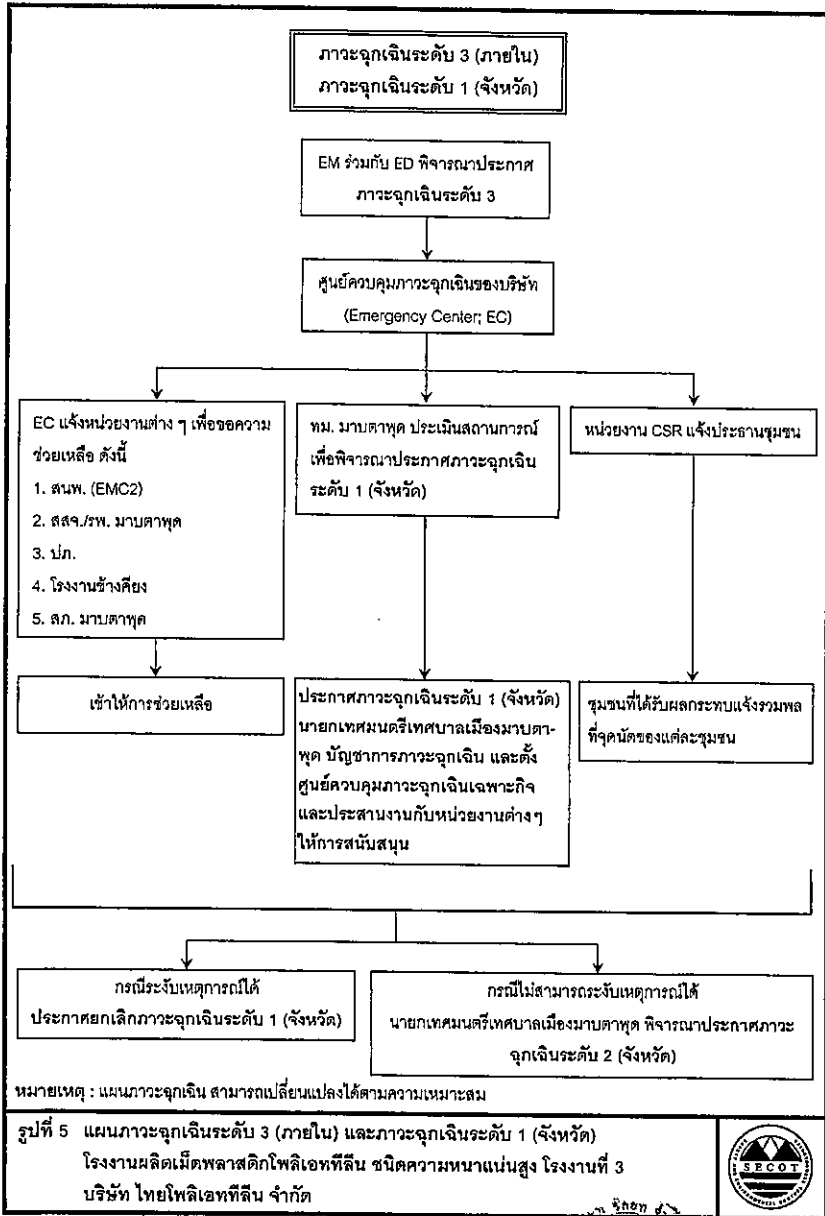 ภาวะฉุกเฉินระดับ 3 (ภายใน)
ภาวะฉุกเฉินระดับ 1 (จังหวัด)
EM ร่วมกับ ED พิจารณาประกาศ
ภาวะฉุกเฉินระดับ 3
ศูนย์ควบคุมภาวะฉุกเฉินของบริษัท
(Emergency Center; EC)
EC แจ้งหน่วยงานต่าง ๆ เพื่อขอความ
ช่วยเหลือ ดังนี้
1. สนพ. (EMC2)
2. สสจ./รพ. มาบตาพุด
3. ปภ.
4. โรงงานข้างเคียง
5. สภ. มาบตาพุด
ทม. มาบตาพุด ประเมินสถานการณ์
เพื่อพิจารณาประกาศภาวะฉุกเฉิน
ระดับ 1 (จังหวัด)
หน่วยงาน CSR แจ้งประธานชุมชน
เข้าให้การช่วยเหลือ
ประกาศภาวะฉุกเฉินระดับ 1 (จังหวัด)
นายกเทศมนตรีเทศบาลเมืองมาบตา-
พุด บัญชาการภาวะฉุกเฉิน และตั้ง
ศูนย์ควบคุมภาวะฉุกเฉินเฉพาะกิจ
และประสานงานกับหน่วยงานต่างๆ
ให้การสนับสนุน
ชุมชนที่ได้รับผลกระทบแจ้งรวมพล
ที่จุดนัดของแต่ละชุมชน
กรณีระงับเหตุการณ์ได้
ประกาศยกเลิกภาวะฉุกเฉินระดับ 1 (จังหวัด)
กรณีไม่สามารถระงับเหตุการณ์ได้
นายกเทศมนตรีเทศบาลเมืองมาบตาพุด พิจารณาประกาศภาวะ
ฉุกเฉินระดับ 2 (จังหวัด)
หมายเหตุ : แผนภาวะฉุกเฉิน สามารถเปลี่ยนแปลงได้ตามความเหมาะสม
รูปที่ 5 แผนภาวะฉุกเฉินระดับ 3 (ภายใน) และภาวะฉุกเฉินระดับ 1 (จังหวัด)
โรงงานผลิตเม็ดพลาสติกโพลิเอททีลีน ชนิดความหนาแน่นสูง โรงงานที่ 3
บริษัท ไทยโพลิเอททีลีน จำกัด
SECOT